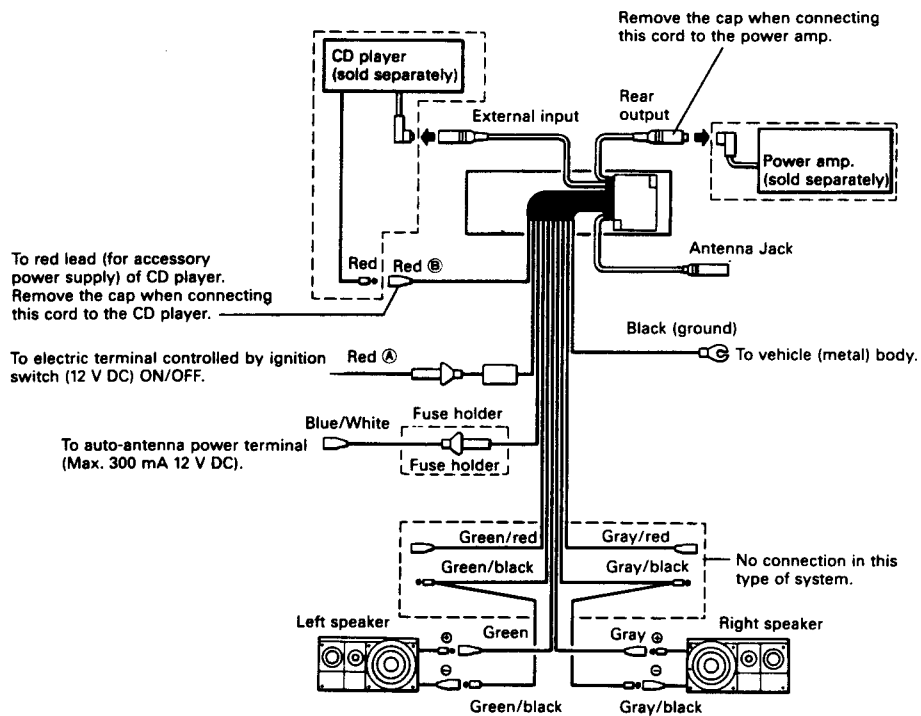 Remove the cap when connecting
this cord to the power amp.
CD player
(sold separately)
External input
Rear
output
Power amp.
(sold separately)
Antenna Jack
To red lead (for accessory
power supply) of CD player.
Remove the cap when connecting
this cord to the CD player.
Red
Red Ⓑ
Black (ground)
To vehicle (metal) body.
To electric terminal controlled by ignition
switch (12 V DC) ON/OFF.
Red Ⓐ
Blue/White
Fuse holder
To auto-antenna power terminal
(Max. 300 mA 12 V DC).
Fuse holder
Green/red
Gray/red
Green/black
Gray/black
No connection in this
type of system.
Left speaker
Right speaker
⊕
Green
Gray ⊕
⊖
⊖
Green/black
Gray/black